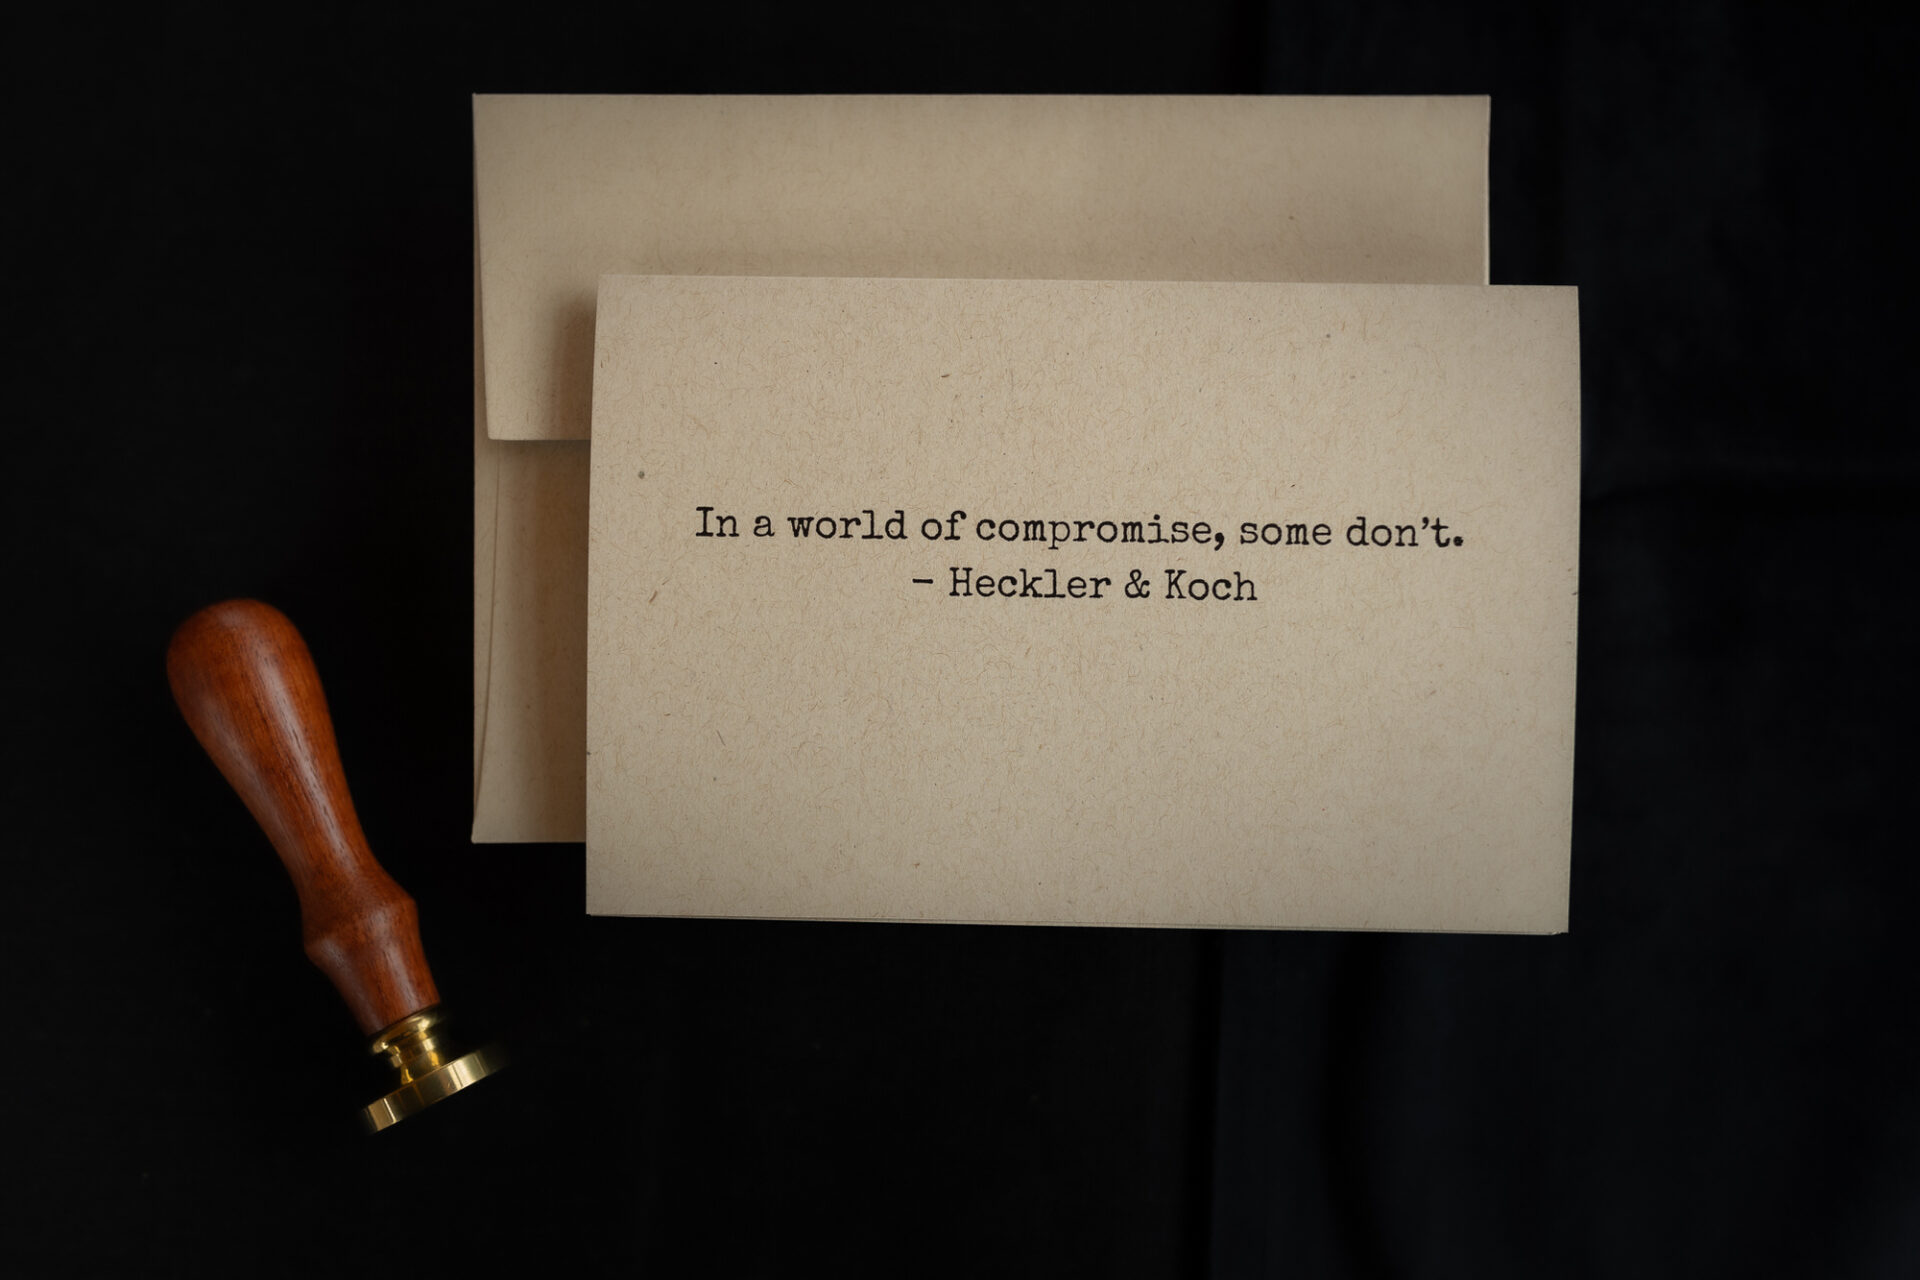 In a world of compromise, some don’t.
– Heckler & Koch